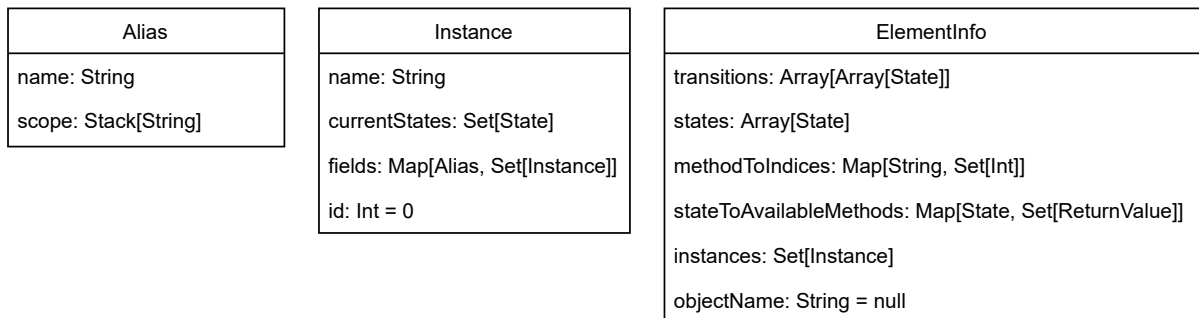 Alias
name: String
scope: Stack[String]
Instance
name: String
currentStates: Set[State]
fields: Map[Alias, Set[Instance]]
id: Int = 0
ElementInfo
transitions: Array[Array[State]]
states: Array[State]
methodToIndices: Map[String, Set[Int]]
stateToAvailableMethods: Map[State, Set[ReturnValue]]
instances: Set[Instance]
objectName: String = null